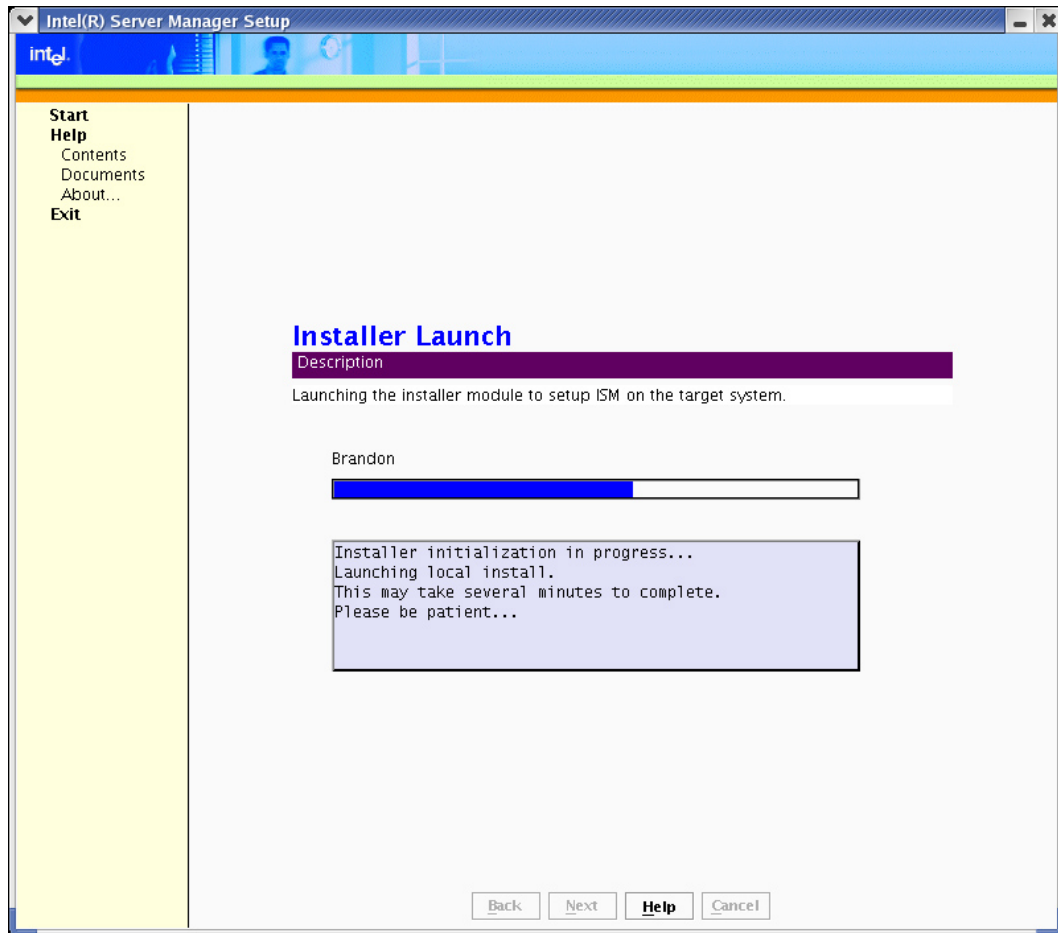 Intel(R) Server Manager Setup
intel.
Start
Help
Contents
Documents
About...
Exit
Installer Launch
Description
Launching the installer module to setup ISM on the target system.
Brandon
Installer initialization in progress...
Launching local install.
This may take several minutes to complete.
Please be patient...
Back Next Help Cancel